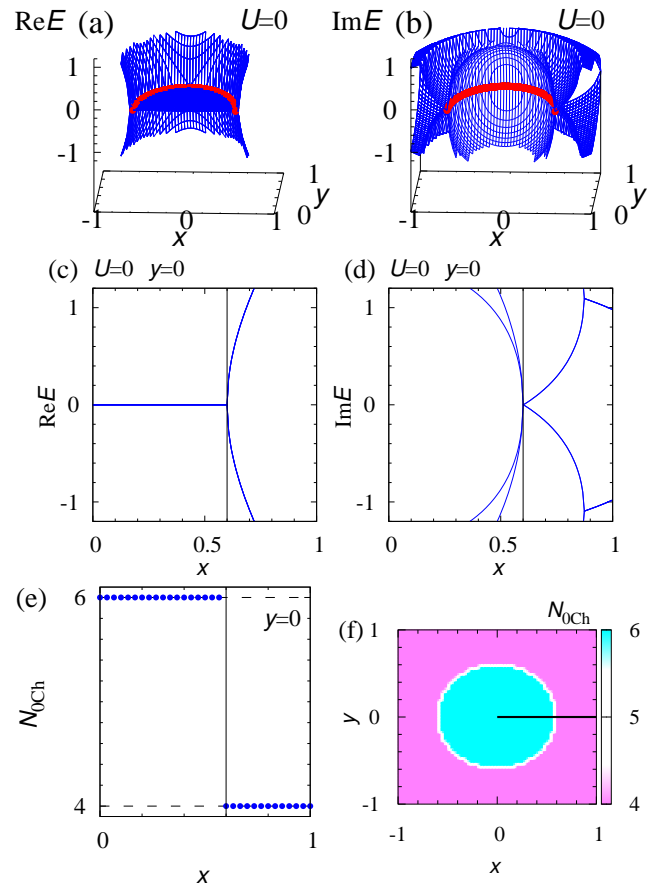 ReE (a) U=0
1
0
-1
-1 0 1
x
0 1
y
ImE (b) U=0
1
0
-1
-1 0 1
x
0 1
y
(c) U=0 y=0
ReE
1
0
-1
0 0.5 1
x
(d) U=0 y=0
ImE
1
0
-1
0 0.5 1
x
(e)
6
y=0
N0Ch
4
0 1
x
(f) N0Ch
1
y 0
-1
-1 0 1
x
6
5
4